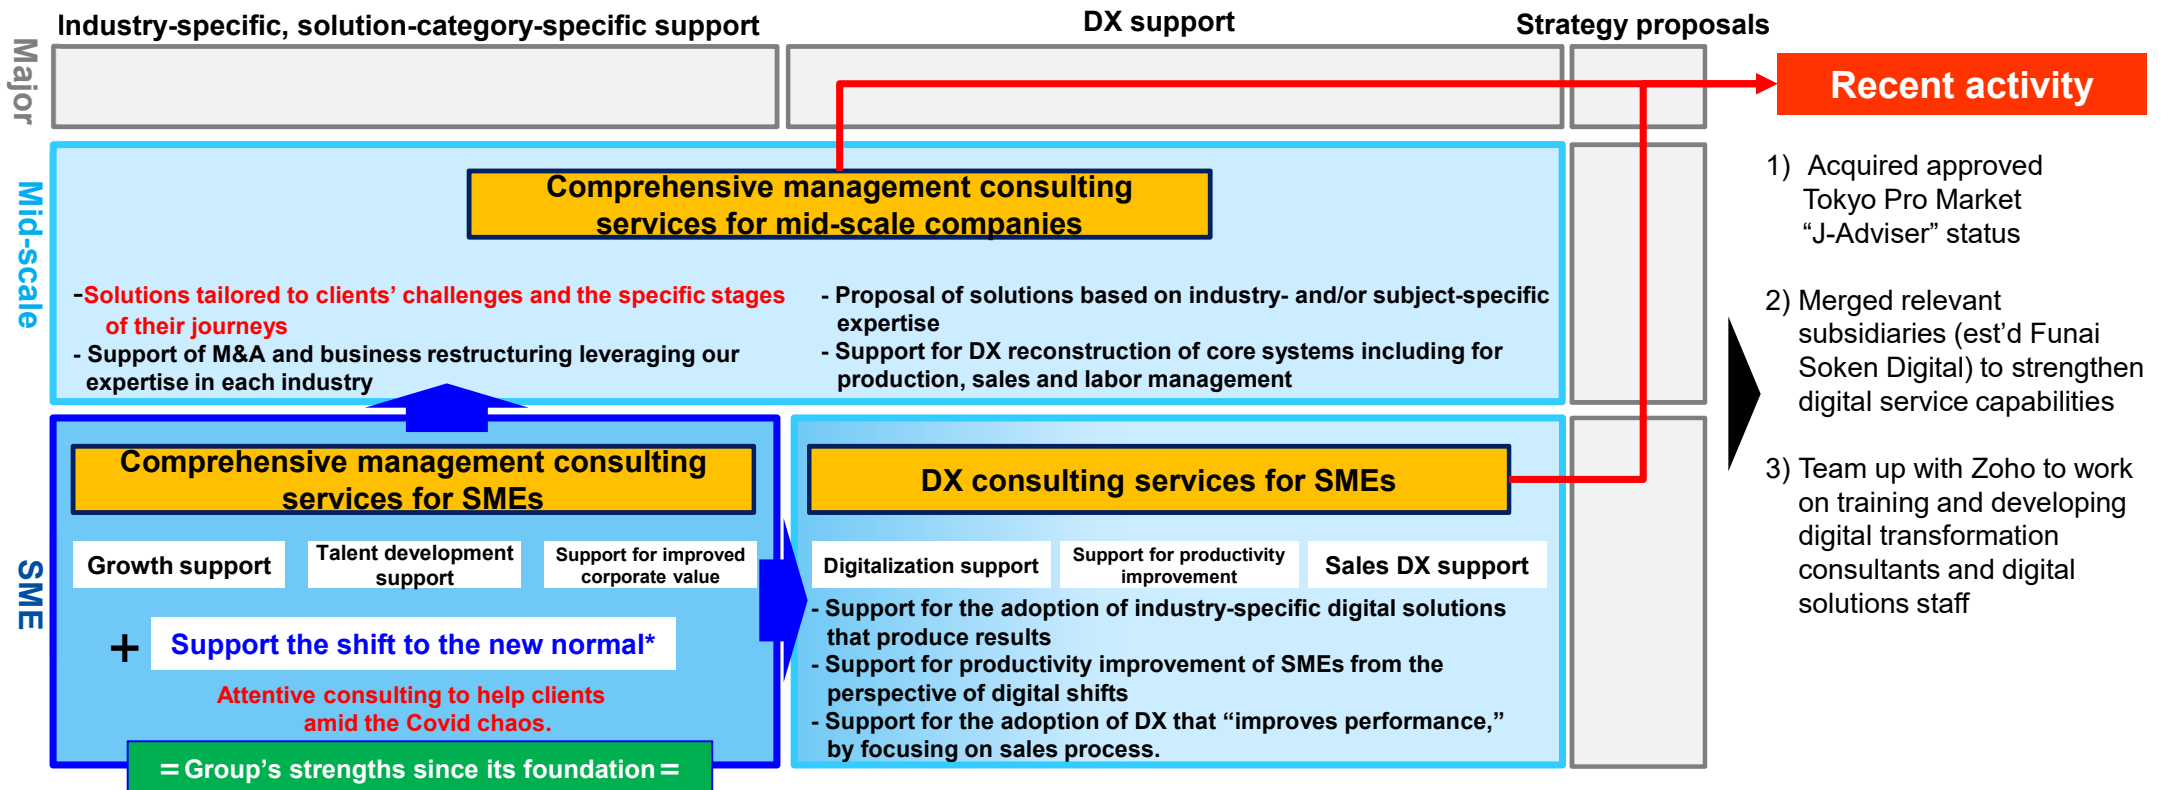 Industry-specific, solution-category-specific support
DX support
Strategy proposals
Major
Recent activity
Mid-scale
Comprehensive management consulting
services for mid-scale companies
-Solutions tailored to clients’ challenges and the specific stages
of their journeys
- Support of M&A and business restructuring leveraging our
expertise in each industry
- Proposal of solutions based on industry- and/or subject-specific
expertise
- Support for DX reconstruction of core systems including for
production, sales and labor management
SME
Comprehensive management consulting
services for SMEs
Growth support
Talent development
support
Support for improved
corporate value
+
Support the shift to the new normal*
Attentive consulting to help clients
amid the Covid chaos.
= Group’s strengths since its foundation =
DX consulting services for SMEs
Digitalization support
Support for productivity
improvement
Sales DX support
- Support for the adoption of industry-specific digital solutions
that produce results
- Support for productivity improvement of SMEs from the
perspective of digital shifts
- Support for the adoption of DX that “improves performance,”
by focusing on sales process.
1) Acquired approved
Tokyo Pro Market
“J-Adviser” status
2) Merged relevant
subsidiaries (est’d Funai
Soken Digital) to strengthen
digital service capabilities
3) Team up with Zoho to work
on training and developing
digital transformation
consultants and digital
solutions staff